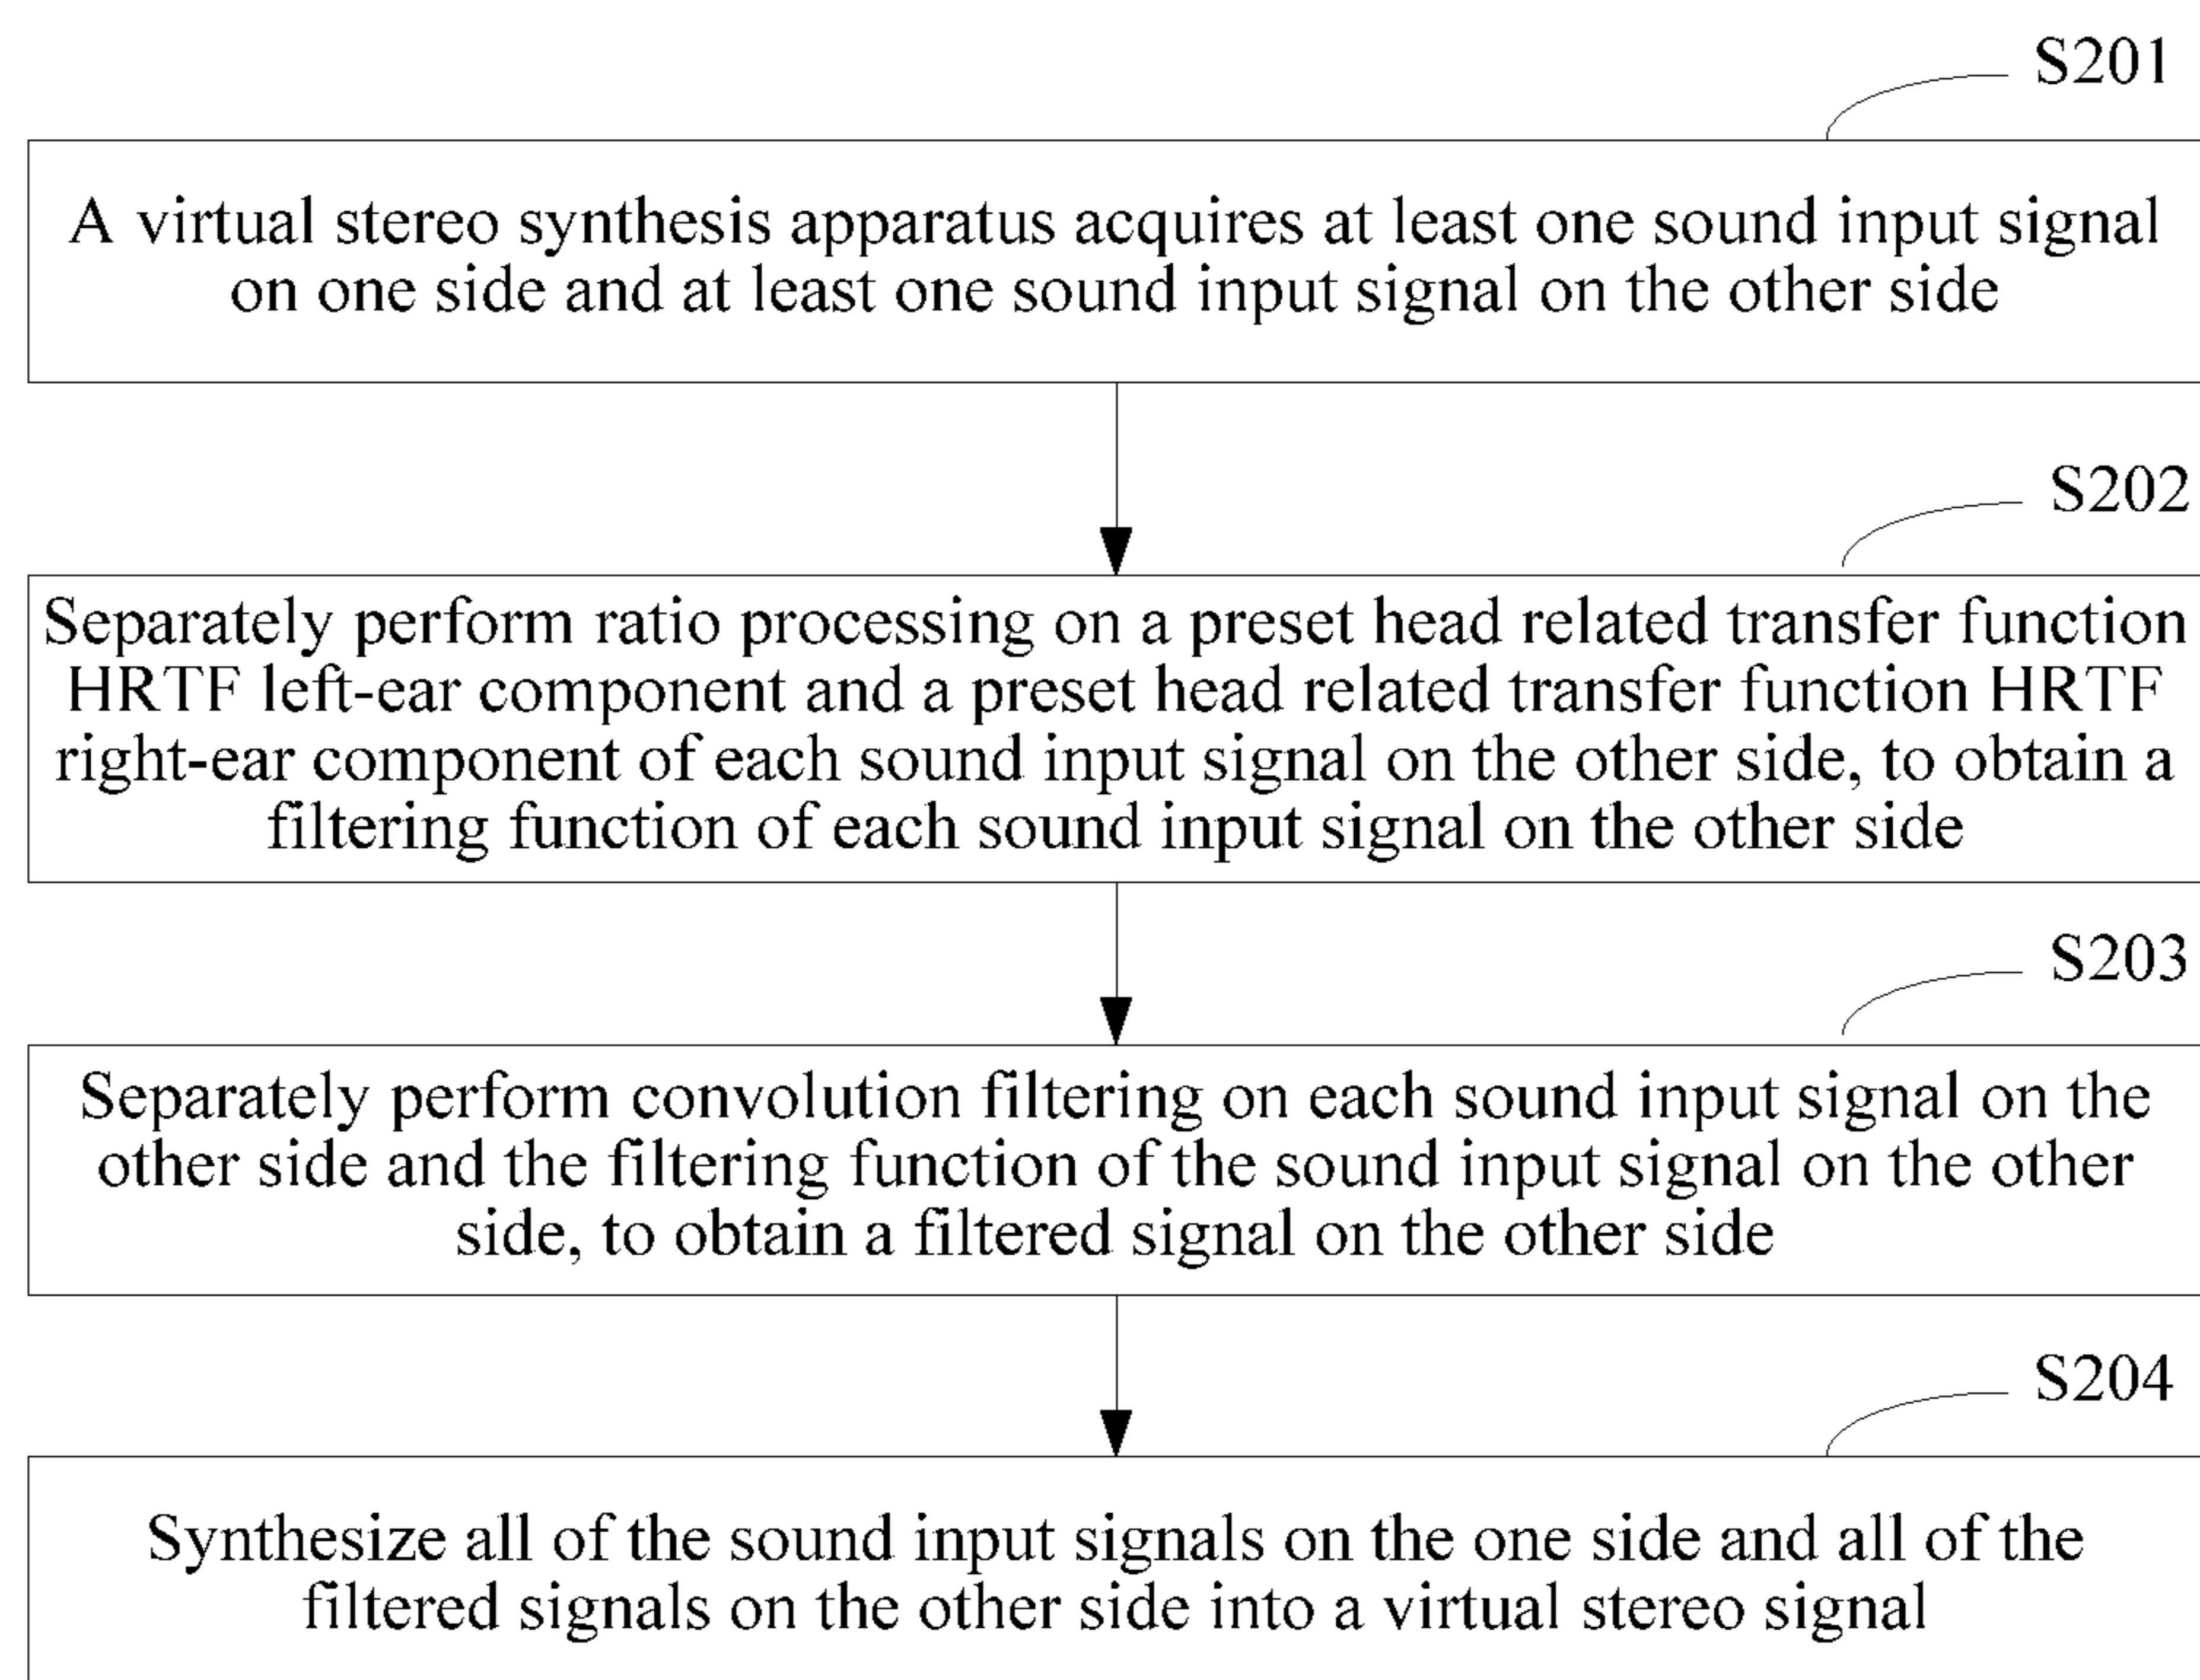 S201
A virtual stereo synthesis apparatus acquires at least one sound input signal
on one side and at least one sound input signal on the other side
S202
Separately perform ratio processing on a preset head related transfer function
HRTF left-ear component and a preset head related transfer function HRTF
right-ear component of each sound input signal on the other side, to obtain a
filtering function of each sound input signal on the other side
S203
Separately perform convolution filtering on each sound input signal on the
other side and the filtering function of the sound input signal on the other
side, to obtain a filtered signal on the other side
S204
Synthesize all of the sound input signals on the one side and all of the
filtered signals on the other side into a virtual stereo signal